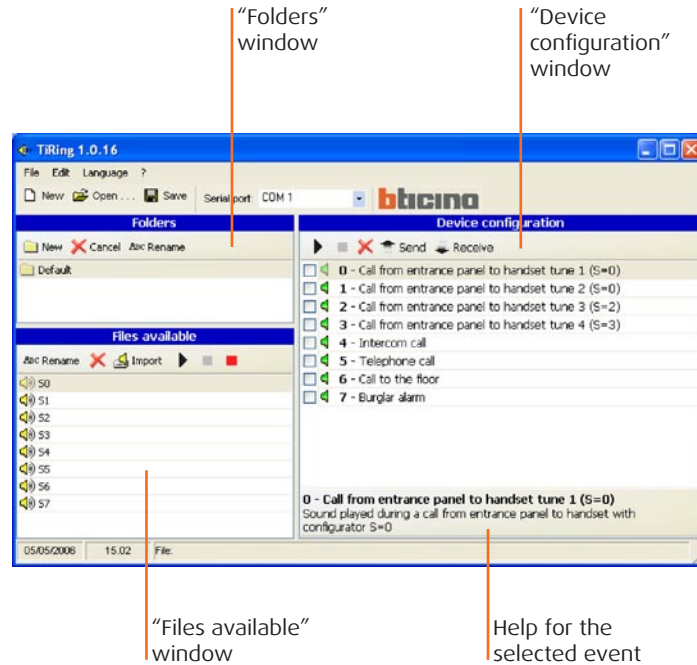 “Folders”
window
“Device
configuration”
window
TiRing 1.0.16
File Edit Language ?
New Open ... Save Serial port: COM 1 bticino
Folders
New Cancel Abc Rename
Default
Files available
Abc Rename Import
S0
S1
S2
S3
S4
S5
S6
S7
Device configuration
Send Receive
0 - Call from entrance panel to handset tune 1 (S=0)
1 - Call from entrance panel to handset tune 2 (S=0)
2 - Call from entrance panel to handset tune 3 (S=2)
3 - Call from entrance panel to handset tune 4 (S=3)
4 - Intercom call
5 - Telephone call
6 - Call to the floor
7 - Burglar alarm
0 - Call from entrance panel to handset tune 1 (S=0)
Sound played during a call from entrance panel to handset with
configurator S=0
05/05/2006 15.02 File:
“Files available”
window
Help for the
selected event